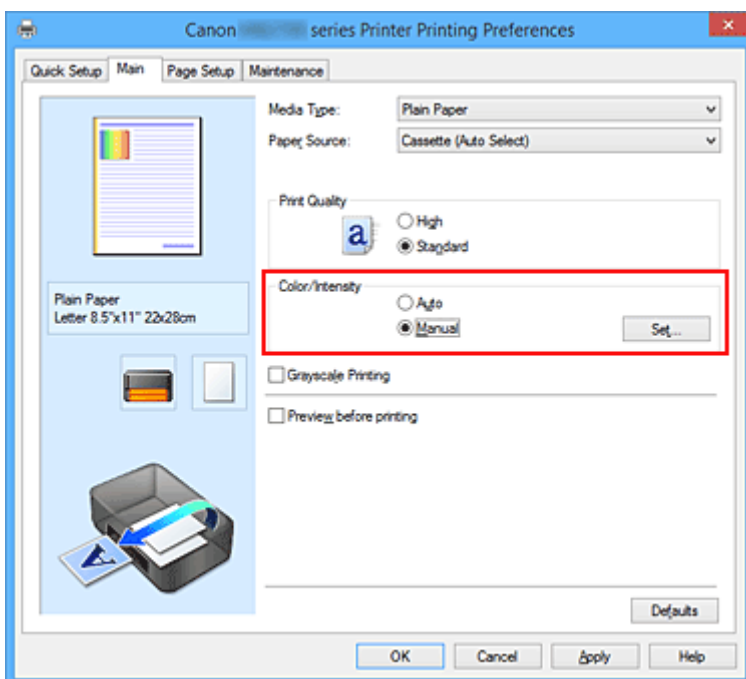 Canon series Printer Printing Preferences
Quick Setup Main Page Setup Maintenance
Media Type: Plain Paper
Paper Source: Cassette (Auto Select)
Print Quality
a
High
Standard
Color/Intensity
Auto
Manual
Set...
Plain Paper
Letter 8.5"x11" 22x28cm
Grayscale Printing
Preview before printing
A
Defaults
OK Cancel Apply Help